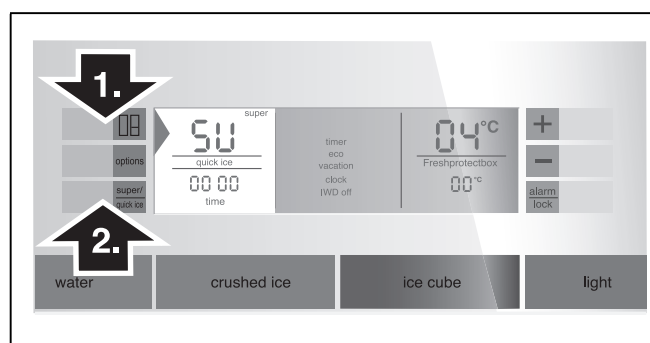 1.
super
SU
04°C
+
options
quick ice
timer
eco
vacation
clock
IWD off
Freshprotectbox
–
super/
quick ice
00 00
00°C
alarm
lock
time
2.
water
crushed ice
ice cube
light